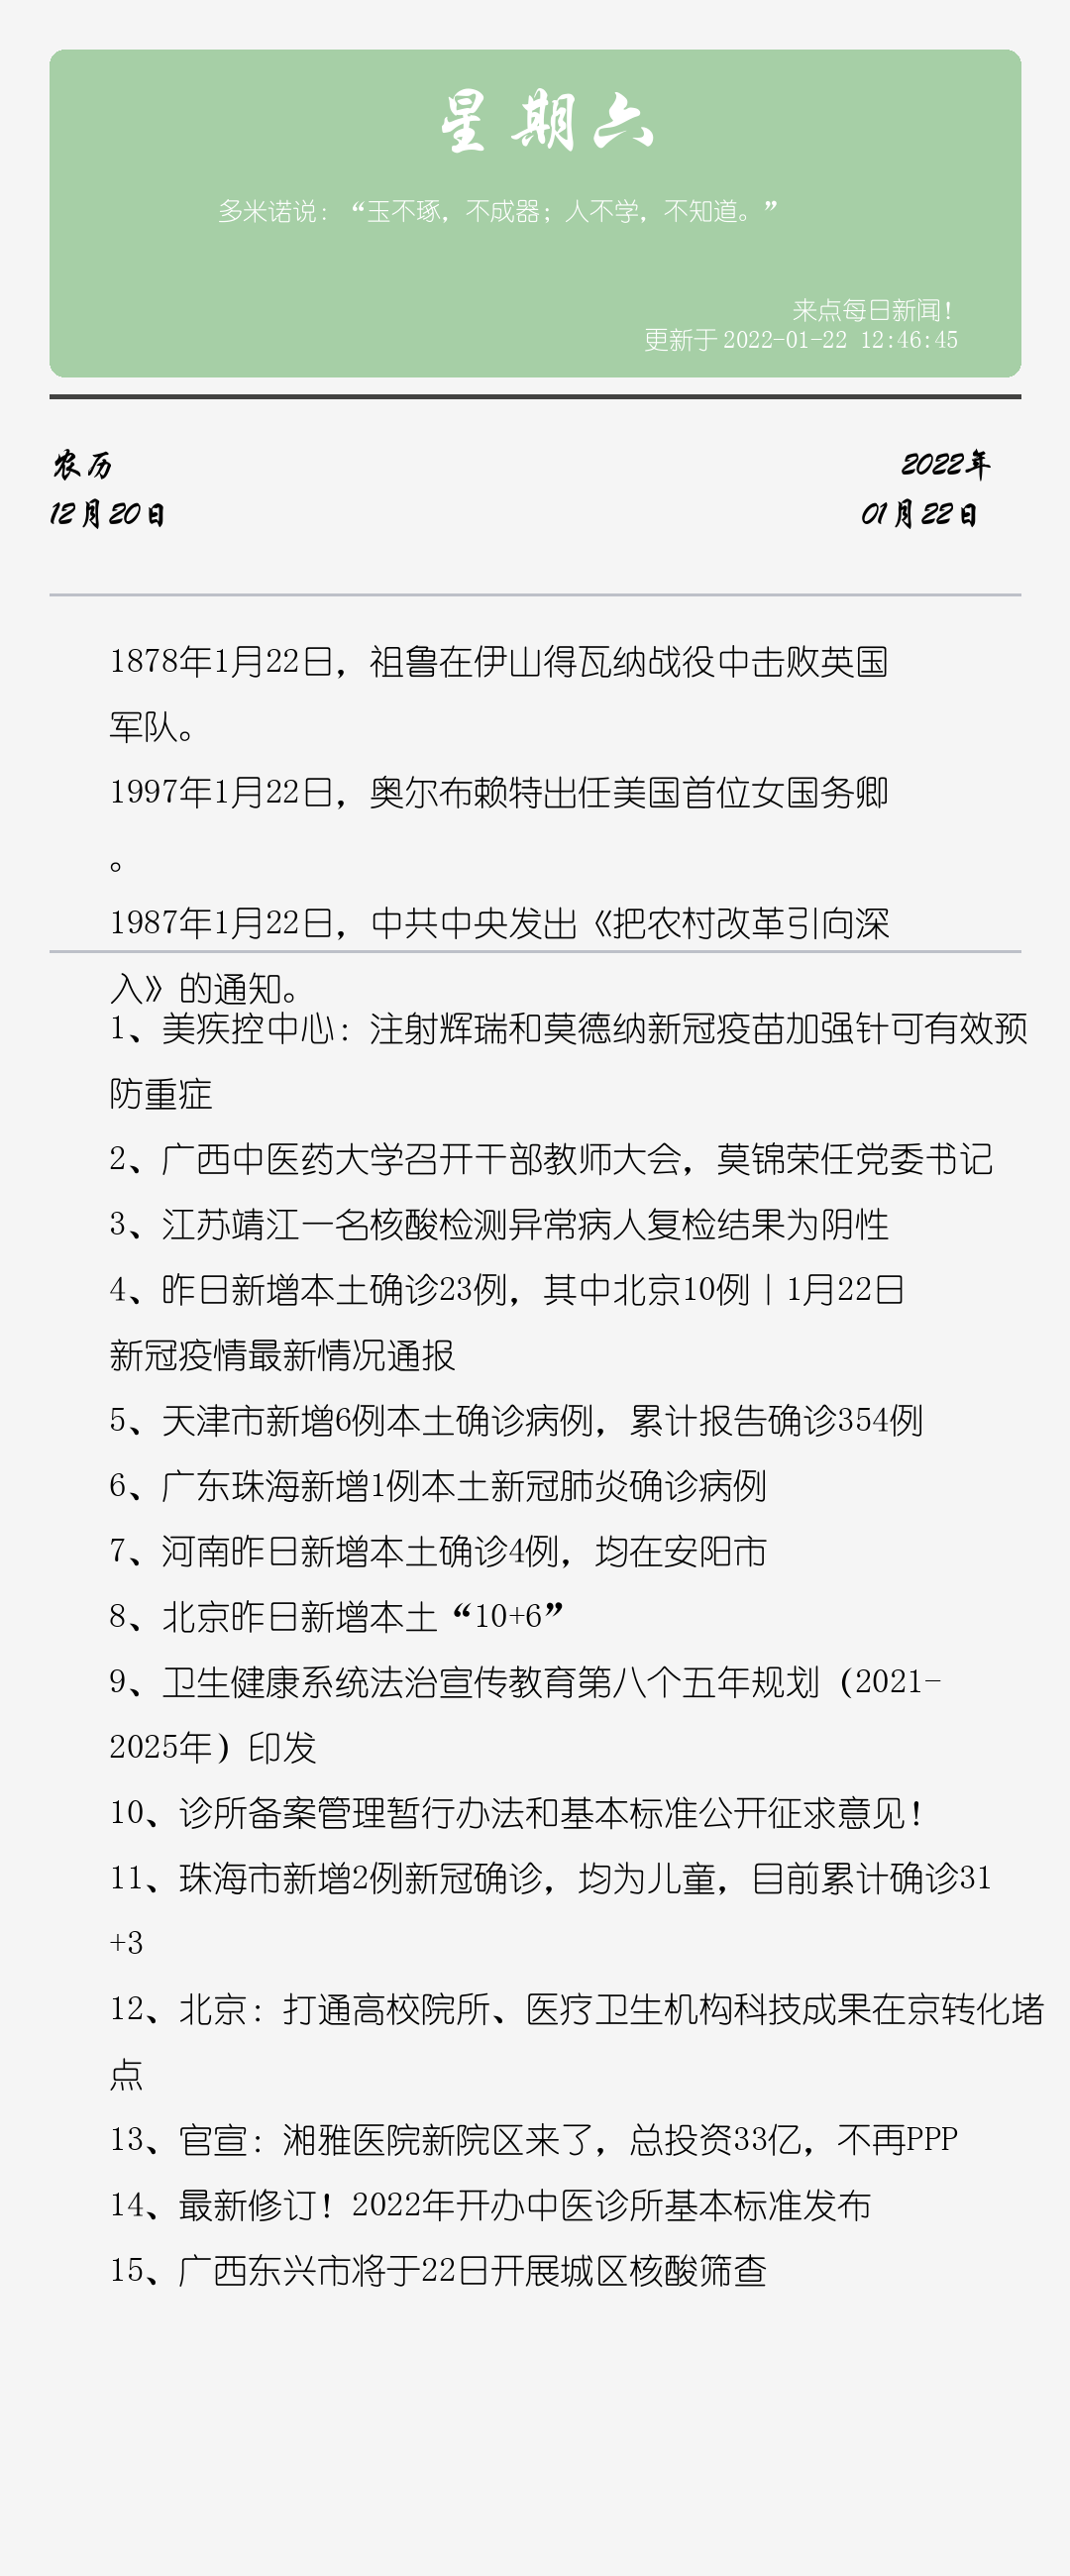 星期六
多米诺说：“玉不琢，不成器；人不学，不知道。”
来点每日新闻！
更新于 2022-01-22 12:46:45
农历
12月20日
2022年
01月22日
1878年1月22日，祖鲁在伊山得瓦纳战役中击败英国
军队。
1997年1月22日，奥尔布赖特出任美国首位女国务卿
。
1987年1月22日，中共中央发出《把农村改革引向深
入》的通知。
1、美疾控中心：注射辉瑞和莫德纳新冠疫苗加强针可有效预
防重症
2、广西中医药大学召开干部教师大会，莫锦荣任党委书记
3、江苏靖江一名核酸检测异常病人复检结果为阴性
4、昨日新增本土确诊23例，其中北京10例丨1月22日
新冠疫情最新情况通报
5、天津市新增6例本土确诊病例，累计报告确诊354例
6、广东珠海新增1例本土新冠肺炎确诊病例
7、河南昨日新增本土确诊4例，均在安阳市
8、北京昨日新增本土“10+6”
9、卫生健康系统法治宣传教育第八个五年规划（2021-
2025年）印发
10、诊所备案管理暂行办法和基本标准公开征求意见！
11、珠海市新增2例新冠确诊，均为儿童，目前累计确诊31
+3
12、北京：打通高校院所、医疗卫生机构科技成果在京转化堵
点
13、官宣：湘雅医院新院区来了，总投资33亿，不再PPP
14、最新修订！2022年开办中医诊所基本标准发布
15、广西东兴市将于22日开展城区核酸筛查